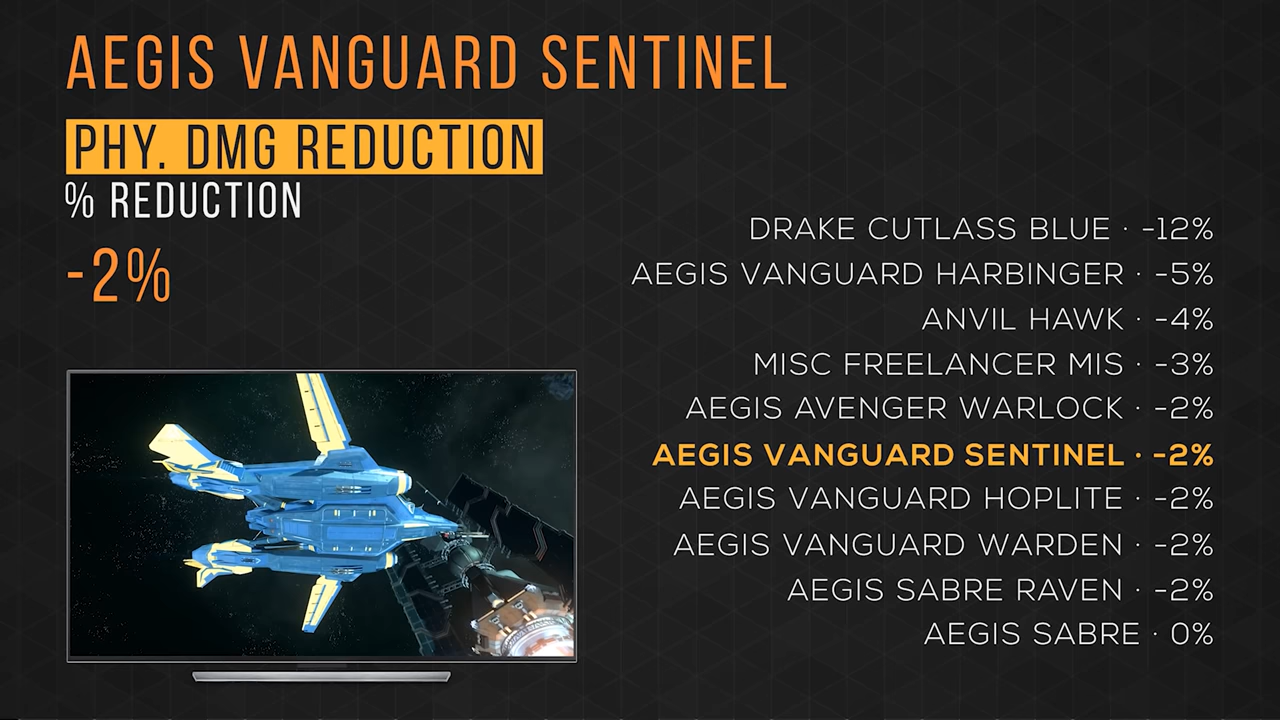 AEGIS VANGUARD SENTINEL
PHY. DMG REDUCTION
% REDUCTION
-2%
DRAKE CUTLASS BLUE · -12%
AEGIS VANGUARD HARBINGER · -5%
ANVIL HAWK · -4%
MISC FREELANCER MIS · -3%
AEGIS AVENGER WARLOCK · -2%
AEGIS VANGUARD SENTINEL · -2%
AEGIS VANGUARD HOPLITE · -2%
AEGIS VANGUARD WARDEN · -2%
AEGIS SABRE RAVEN · -2%
AEGIS SABRE · 0%